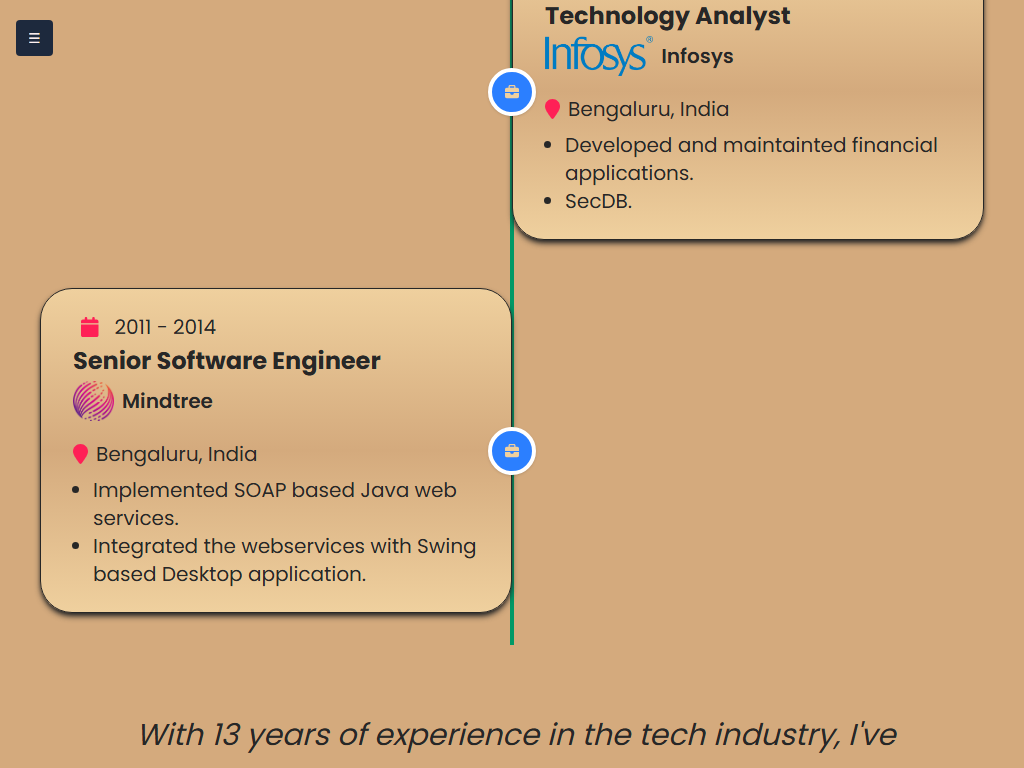 Technology Analyst
Infosys® Infosys
Bengaluru, India
Developed and maintainted financial
applications.
SecDB.
2011 - 2014
Senior Software Engineer
Mindtree
Bengaluru, India
Implemented SOAP based Java web
services.
Integrated the webservices with Swing
based Desktop application.
With 13 years of experience in the tech industry, I've